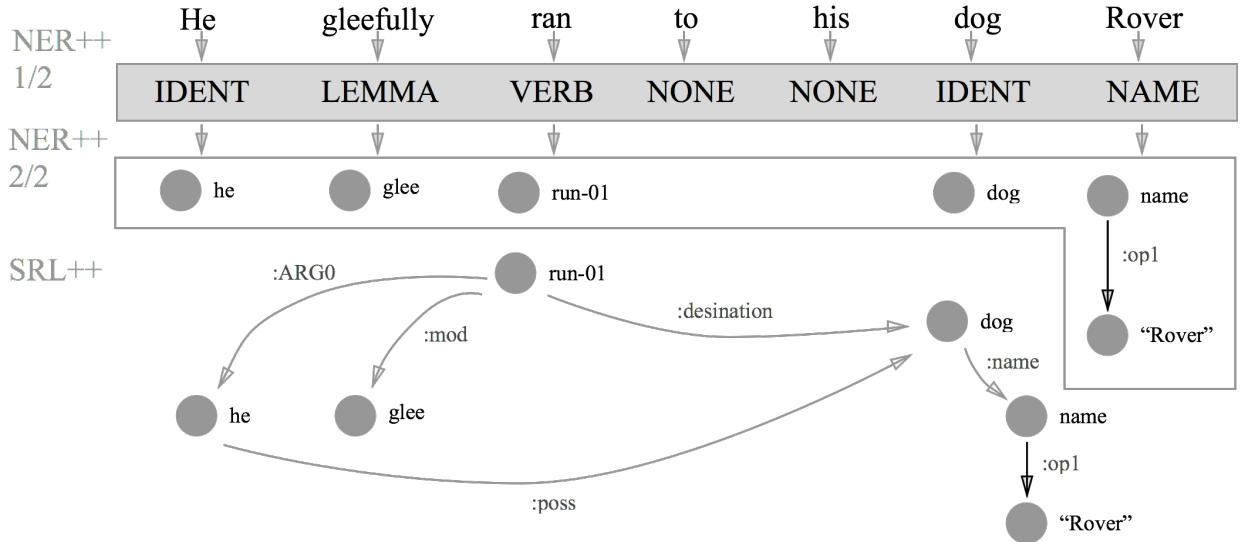 He gleefully ran to his dog Rover
NER++
1/2
IDENT LEMMA VERB NONE NONE IDENT NAME
NER++
2/2
he glee run-01 dog name
:op1
“Rover”
SRL++
run-01
:ARG0
:mod
:desination
dog
:name
he glee name
:poss
:op1
“Rover”